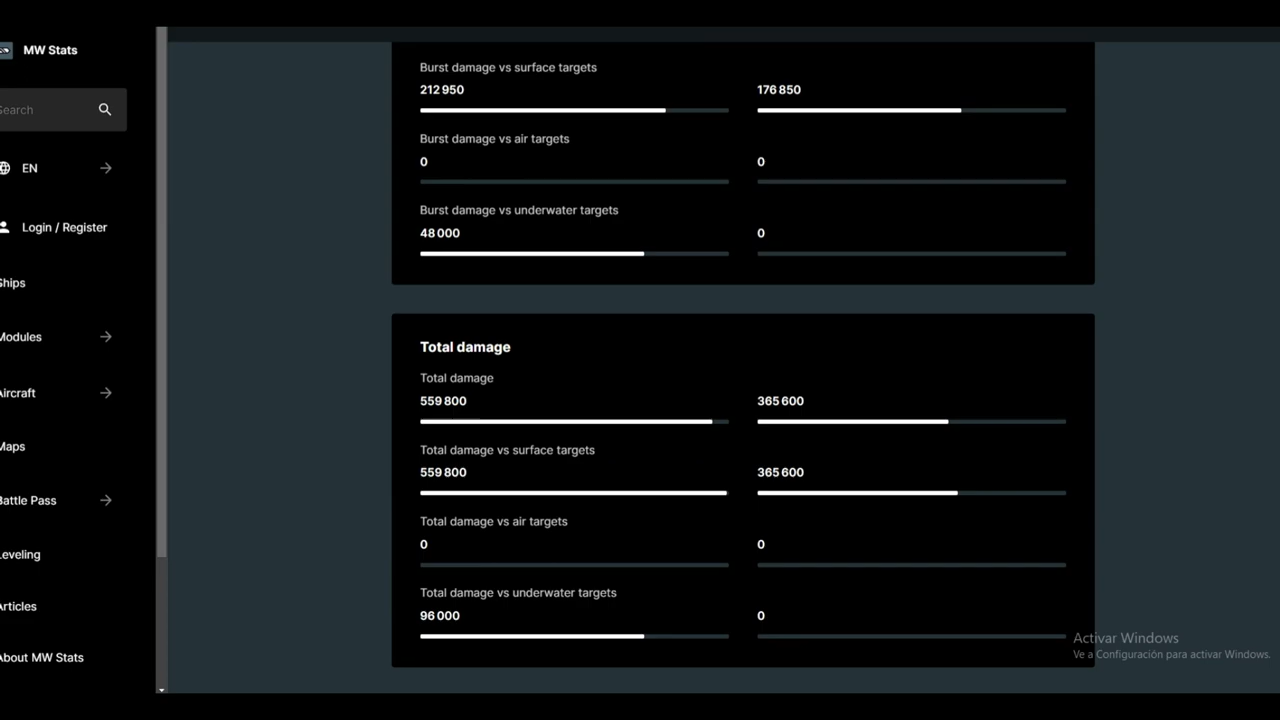 MW Stats
Search
EN
Login / Register
Ships
Modules
Aircraft
Maps
Battle Pass
Leveling
Articles
About MW Stats
Burst damage vs surface targets
212 950 176 850
Burst damage vs air targets
0 0
Burst damage vs underwater targets
48 000 0
Total damage
Total damage
559 800 365 600
Total damage vs surface targets
559 800 365 600
Total damage vs air targets
0 0
Total damage vs underwater targets
96 000 0
Activar Windows
Ve a Configuración para activar Windows.